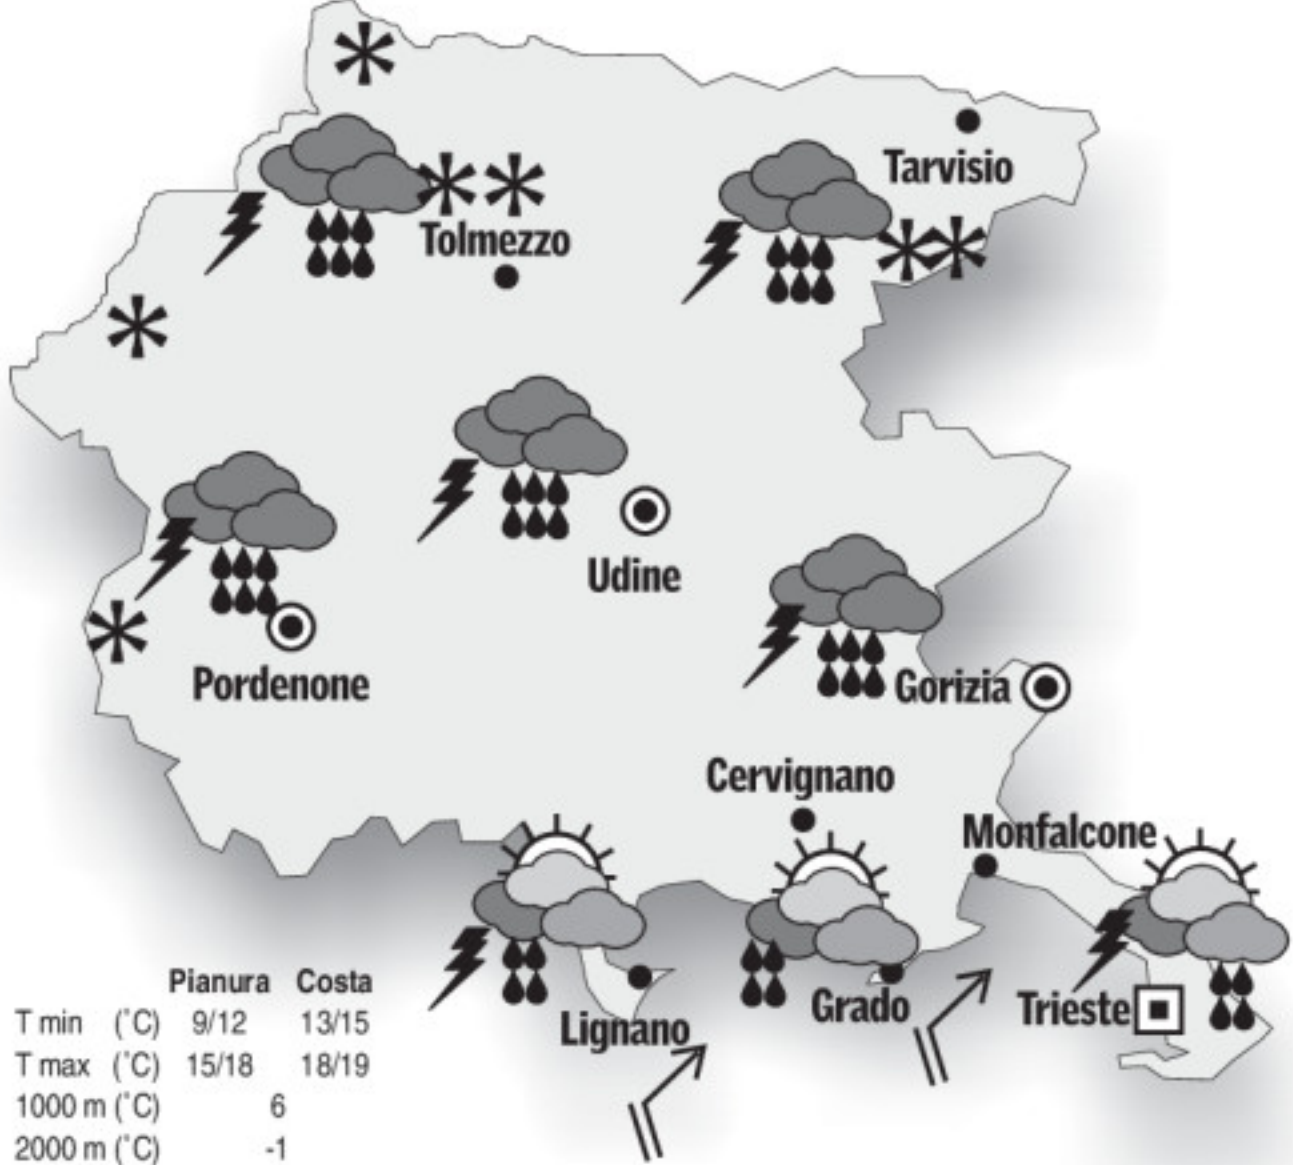 Tarvisio
Tolmezzo
Udine
Pordenone
Gorizia
Cervignano
Monfalcone
Pianura Costa
T min (°C) 9/12 13/15
T max (°C) 15/18 18/19
1000 m (°C) 6
2000 m (°C) -1
Lignano
Grado
Trieste